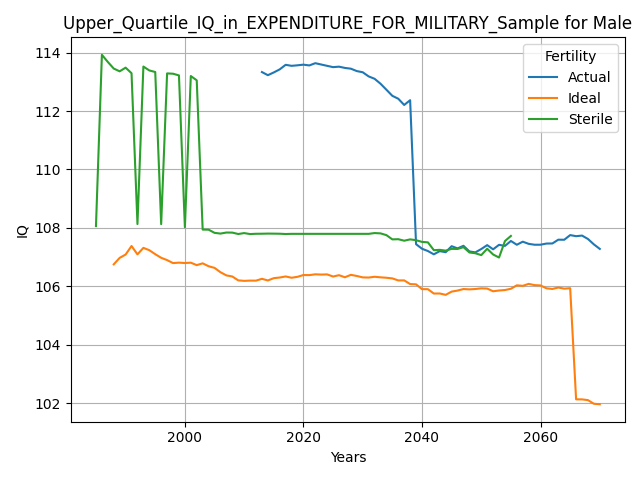 Upper_Quartile_IQ_in_EXPENDITURE_FOR_MILITARY_Sample for Male
114
112
110
108
106
104
102
IQ
Fertility
Actual
Ideal
Sterile
2000
2020
2040
2060
Years